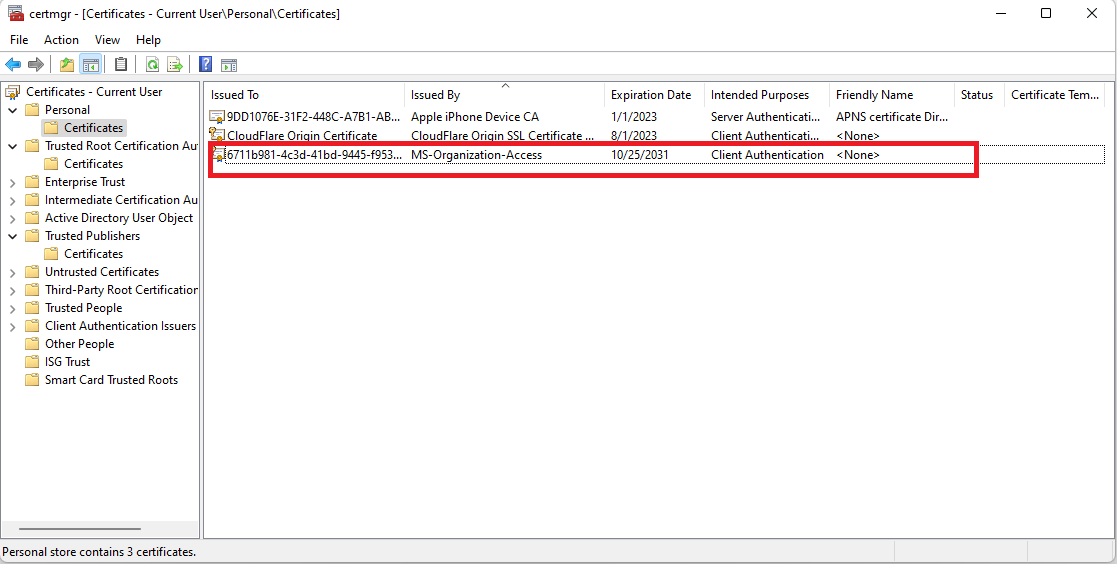 certmgr - [Certificates - Current User\Personal\Certificates]
File Action View Help
Certificates - Current User
Personal
Certificates
Trusted Root Certification Au
Certificates
Enterprise Trust
Intermediate Certification Au
Active Directory User Object
Trusted Publishers
Certificates
Untrusted Certificates
Third-Party Root Certification
Trusted People
Client Authentication Issuers
Other People
ISG Trust
Smart Card Trusted Roots
Issued To Issued By Expiration Date Intended Purposes Friendly Name Status Certificate Tem...
9DD1076E-31F2-448C-A7B1-AB... Apple iPhone Device CA 1/1/2023 Server Authenticati... APNS certificate Dir...
CloudFlare Origin Certificate CloudFlare Origin SSL Certificate ... 8/1/2023 Client Authenticati... <None>
6711b981-4c3d-41bd-9445-f953... MS-Organization-Access 10/25/2031 Client Authentication <None>
Personal store contains 3 certificates.